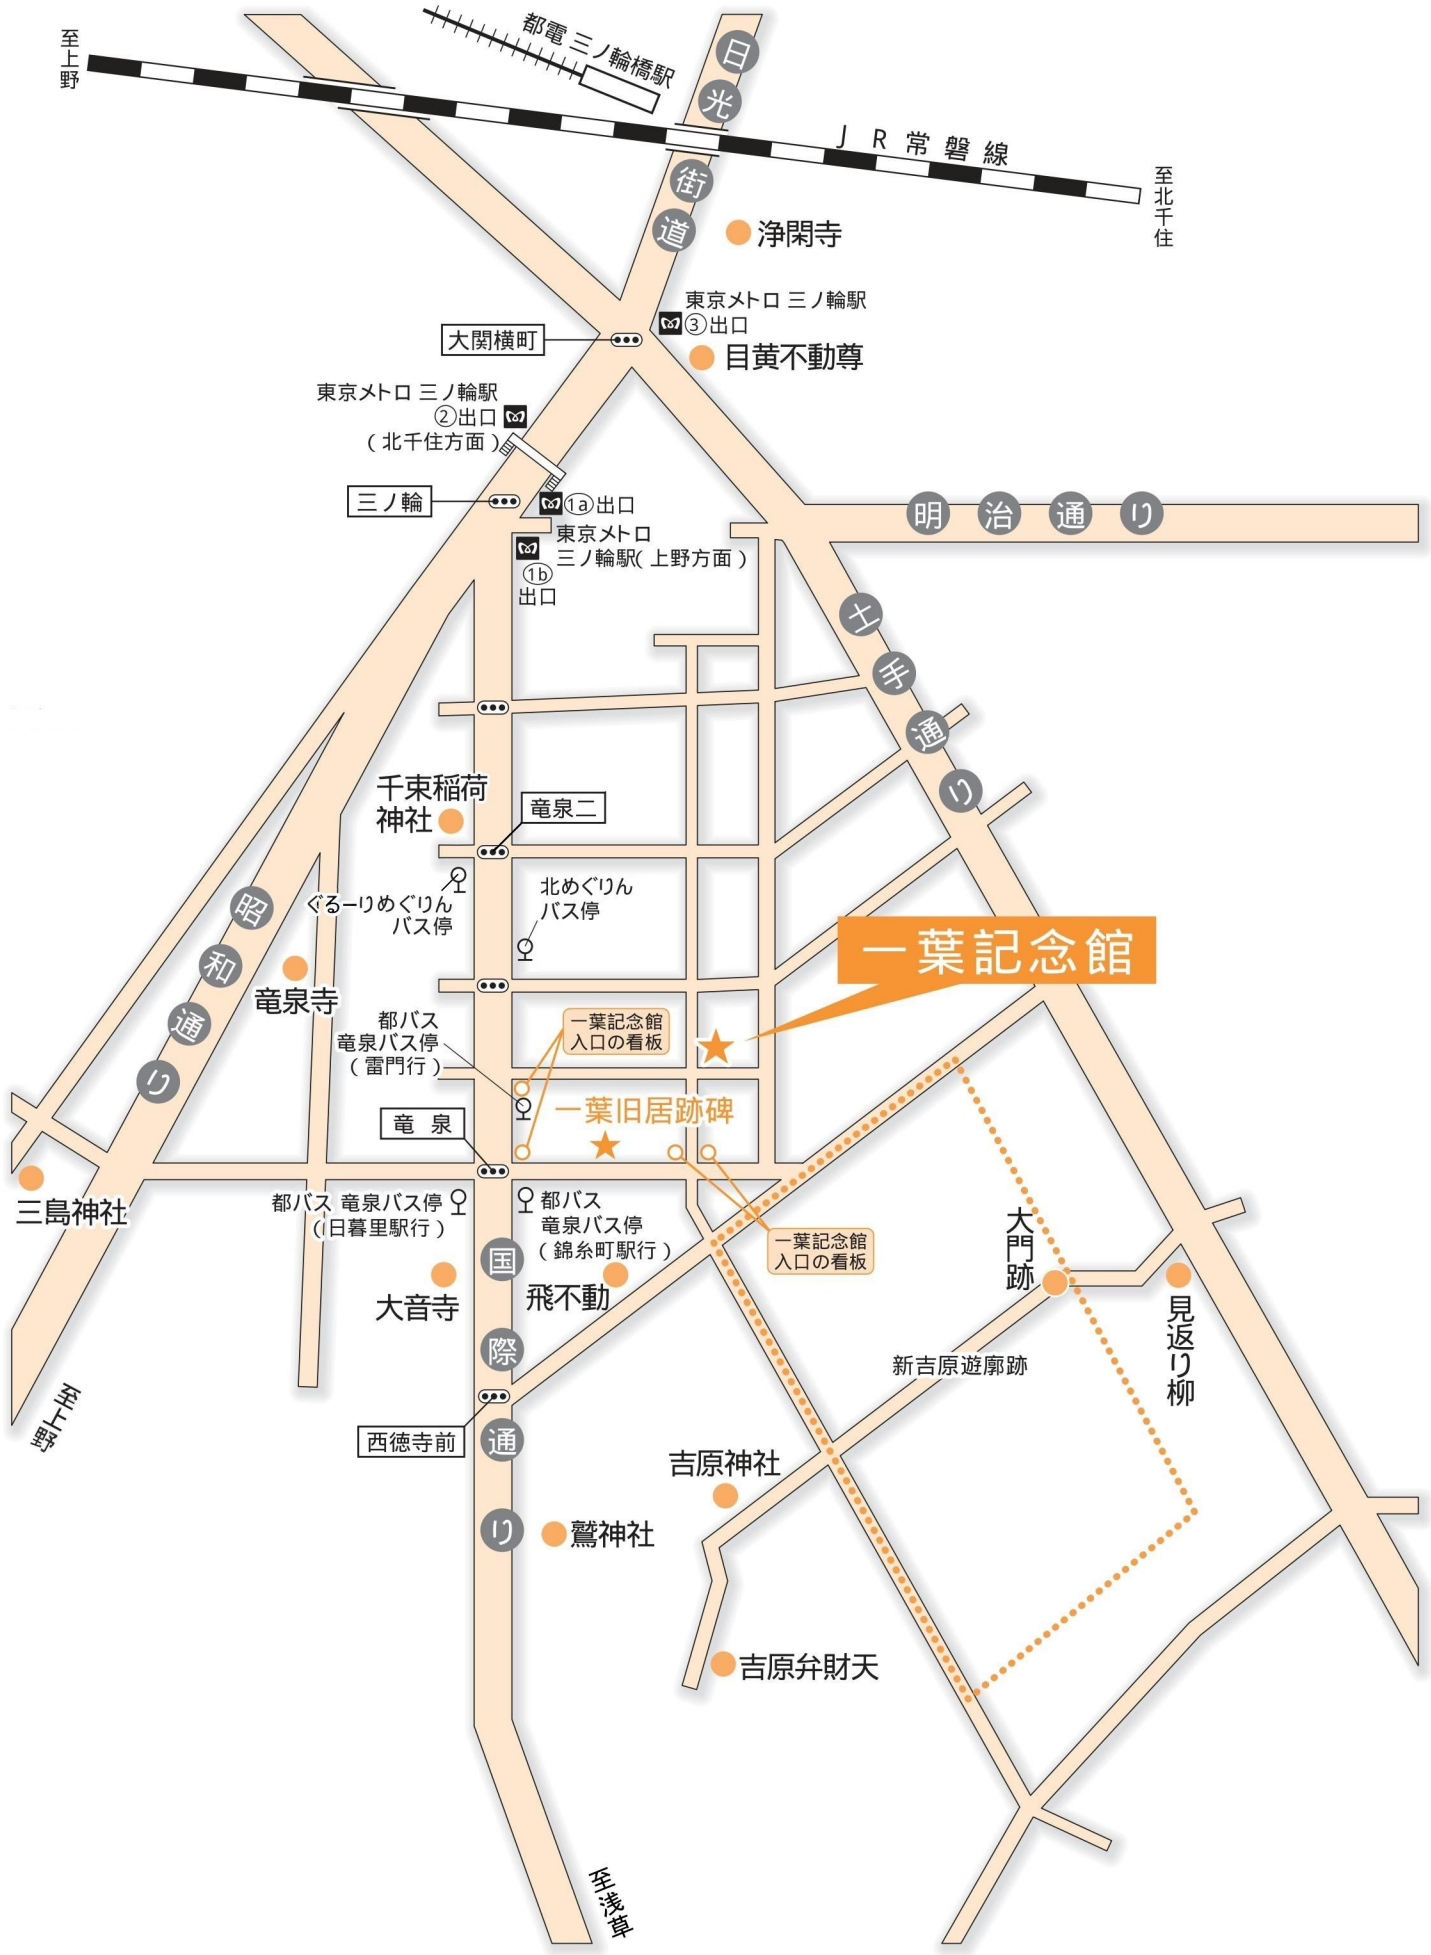 至上野
都電 三ノ輪橋駅
日光街道
JR常磐線
至北千住
浄閑寺
東京メトロ 三ノ輪駅
③出口
大関横町
目黄不動尊
東京メトロ 三ノ輪駅
②出口
(北千住方面)
三ノ輪
1a出口
明治通り
東京メトロ
三ノ輪駅(上野方面)
1b
出口
土手通り
千束稲荷
神社
竜泉二
ぐるーりめぐりん
バス停
北めぐりん
バス停
昭和通り
一葉記念館
竜泉寺
都バス
竜泉バス停
(雷門行)
一葉記念館
入口の看板
一葉旧居跡碑
竜 泉
三島神社
都バス 竜泉バス停
(日暮里駅行)
都バス
竜泉バス停
(錦糸町駅行)
一葉記念館
入口の看板
大門跡
国際通り
大音寺
飛不動
見返り柳
新吉原遊廓跡
至上野
西徳寺前
吉原神社
鷲神社
吉原弁財天
至浅草